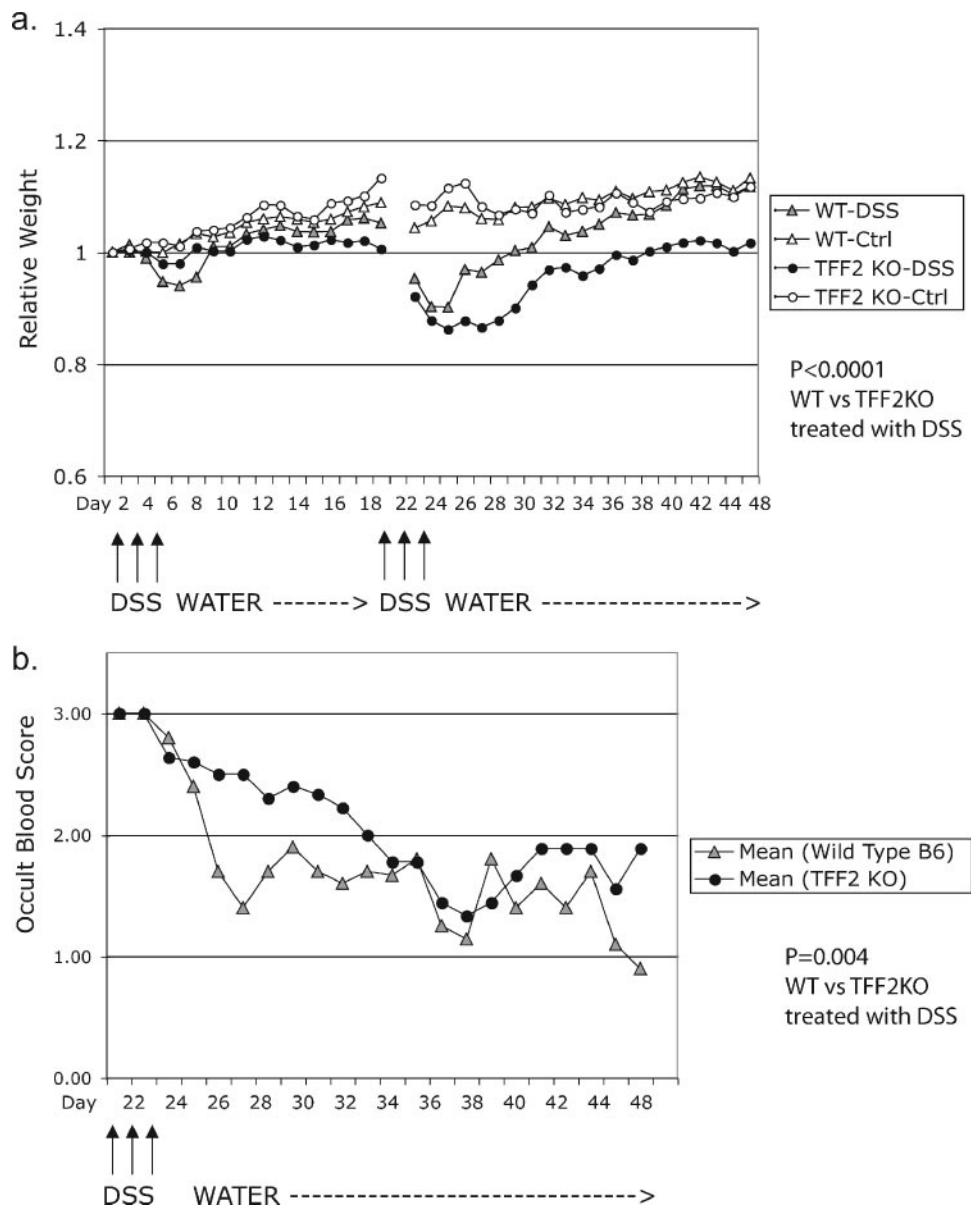 a.
1.4
1.2
1
0.8
0.6
Relative Weight
Day 2 4 6 8 10 12 14 16 18 20 22 24 26 28 30 32 34 36 38 40 42 44 48
WT-DSS
WT-Ctrl
TFF2 KO-DSS
TFF2 KO-Ctrl
P<0.0001
WT vs TFF2KO
treated with DSS
DSS WATER ------> DSS WATER ------------->
b.
3.00
2.00
1.00
0.00
Occult Blood Score
Day 22 24 26 28 30 32 34 36 38 40 42 44 48
Mean (Wild Type B6)
Mean (TFF2 KO)
P=0.004
WT vs TFF2KO
treated with DSS
DSS WATER ---------------------->